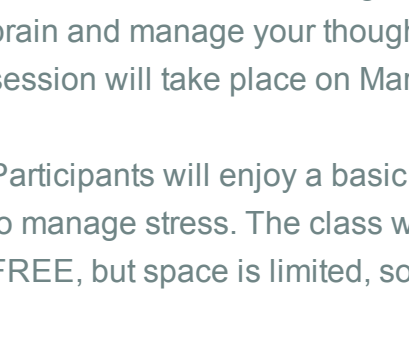 brain and manage your though
session will take place on Mar
Participants will enjoy a basic
to manage stress. The class w
FREE, but space is limited, so